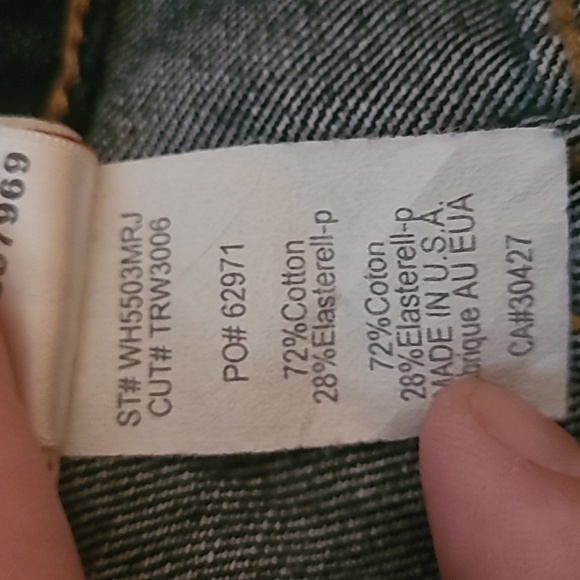 ST# WH5503MRJ
CUT# TRW3006
PO# 62971
72%Cotton
28%Elasterell-p
72%Coton
28%Elasterell-p
MADE IN U.S.A.
AU EUA
CA#30427
7969